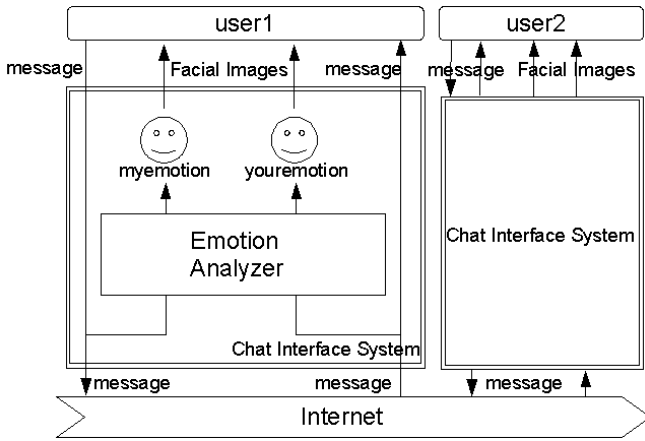 user1
user2
message
Facial Images
message
message
Facial Images
myemotion
youremotion
Emotion
Analyzer
Chat Interface System
Chat Interface System
message
message
message
Internet